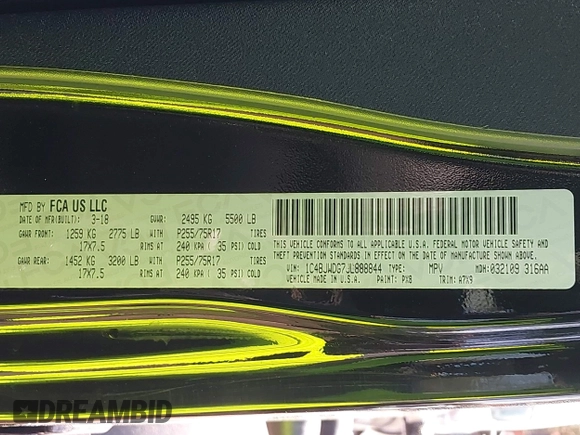 MFD BY FCA US LLC
DATE OF MFR(BUILT): 3-18 GVWR: 2495 KG 5500 LB
GAWR FRONT: 1259 KG 2775 LB WITH P255/75R17 TIRES
17X7.5 RIMS AT 240 KPA ( 35 PSI) COLD
GAWR REAR: 1452 KG 3200 LB WITH P255/75R17 TIRES
17X7.5 RIMS AT 240 KPA ( 35 PSI) COLD
THIS VEHICLE CONFORMS TO ALL APPLICABLE U.S.A. FEDERAL MOTOR VEHICLE SAFETY AND
THEFT PREVENTION STANDARDS IN EFFECT ON THE DATE OF MANUFACTURE SHOWN ABOVE.
VIN: 1C4BJWDG7JL888844 TYPE: MPV MDH: 032109 316AA
VEHICLE MADE IN U.S.A. PAINT: PX8 TRIM: A7X9
DREAMBID